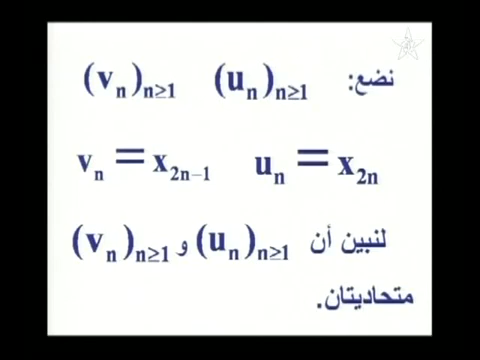 نضع: (uₙ)ₙ≥₁ (vₙ)ₙ≥₁
uₙ = x₂ₙ vₙ = x₂ₙ₋₁
لنبين أن (uₙ)ₙ≥₁ و (vₙ)ₙ≥₁
متحاديتان.